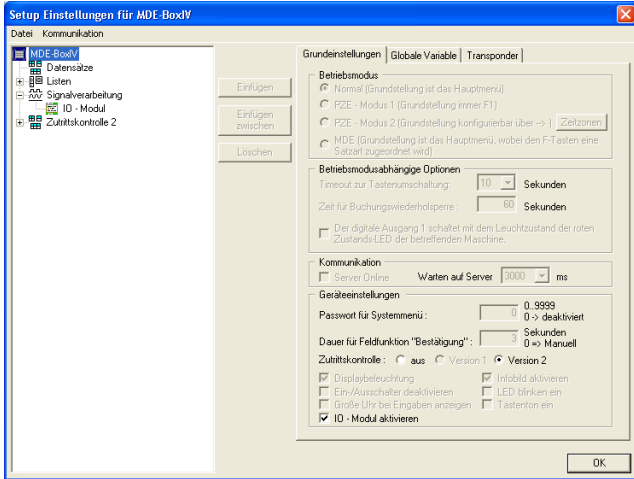 Setup Einstellungen für MDE-BoxIV
Datei Kommunikation
MDE-BoxIV
Datensätze
Listen
Signalverarbeitung
IO - Modul
Zutrittskontrolle 2
Einfügen
Einfügen
zwischen
Löschen
Grundeinstellungen Globale Variable Transponder
Betriebsmodus
Normal (Grundstellung ist das Hauptmenü)
PZE - Modus 1 (Grundstellung immer F1)
PZE - Modus 2 (Grundstellung konfigurierbar über --> ) Zeitzonen
MDE (Grundstellung ist das Hauptmenü, wobei den F-Tasten eine
Satzart zugeordnet wird)
Betriebsmodusabhängige Optionen
Timeout zur Tastenumschaltung: 10 Sekunden
Zeit für Buchungswiederholsperre : 60 Sekunden
Der digitale Ausgang 1 schaltet mit dem Leuchtzustand der roten
Zustands-LED der betreffenden Maschine.
Kommunikation
Server Online Warten auf Server 3000 ms
Geräteeinstellungen
Passwort für Systemmenü : 0 0..9999
0 -> deaktiviert
Dauer für Feldfunktion "Bestätigung" : 3 Sekunden
0 => Manuell
Zutrittskontrolle : aus Version 1 Version 2
Displaybeleuchtung Infobild aktivieren
Ein-/Ausschalter deaktivieren LED blinken ein
Große Uhr bei Eingaben anzeigen Tastenton ein
IO - Modul aktivieren
OK